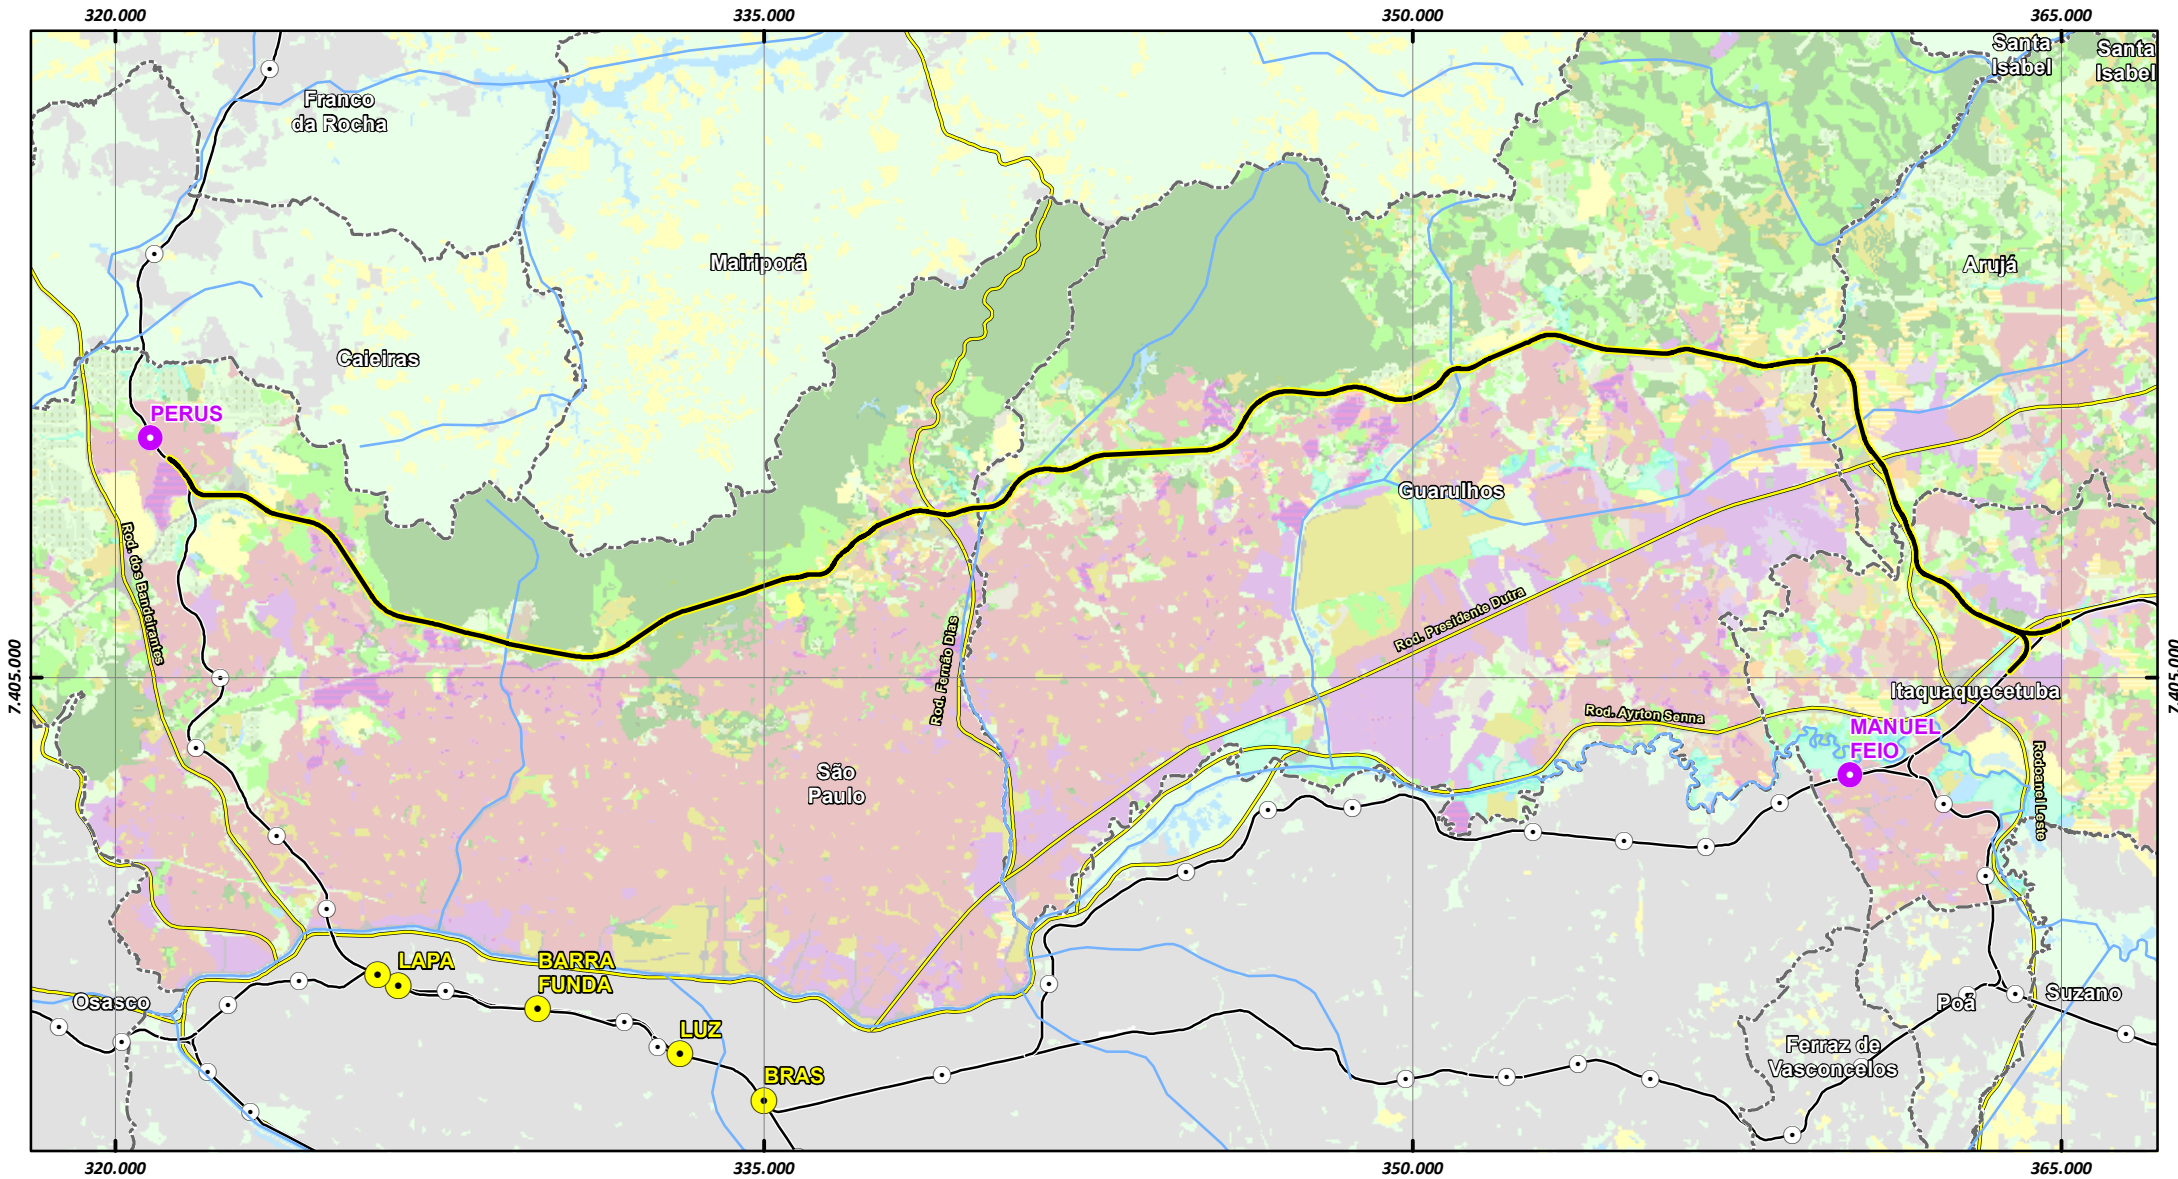 320.000
335.000
350.000
365.000
Santa
Isabel
Santa
Isabel
Franco
da Rocha
Mairiporã
Arujá
Caieiras
PERUS
Guarulhos
Rod. dos Bandeirantes
Rod. Presidente Dutra
Rod. Fernão Dias
7.405.000
7.405.000
Itaquaquecetuba
Rod. Ayrton Senna
MANUEL
FEIO
Rodoanel Leste
São
Paulo
LAPA
BARRA
FUNDA
Osasco
Poá
Suzano
LUZ
Ferraz de
Vasconcelos
BRAS
320.000
335.000
350.000
365.000